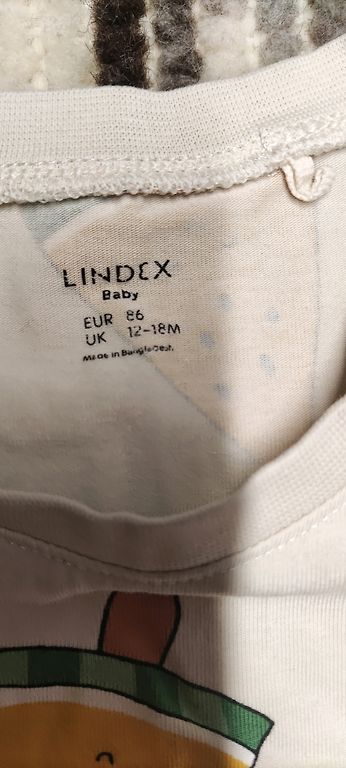 LINDEX
Baby
EUR 86
UK 12-18M
Made in Bangladesh.